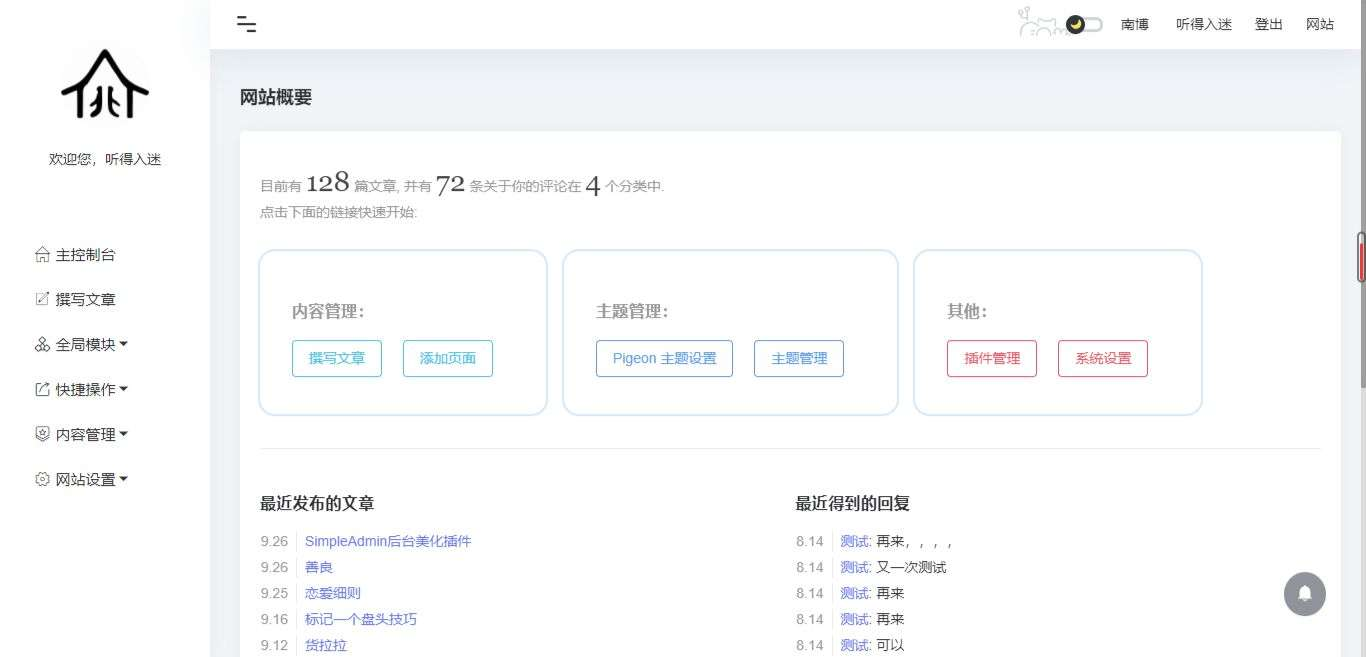 南博 听得入迷 登出 网站
欢迎您，听得入迷
主控制台
撰写文章
全局模块
快捷操作
内容管理
网站设置
网站概要
目前有 128 篇文章, 并有 72 条关于你的评论在 4 个分类中.
点击下面的链接快速开始:
内容管理：
撰写文章 添加页面
主题管理：
Pigeon 主题设置 主题管理
其他：
插件管理 系统设置
最近发布的文章
9.26 SimpleAdmin后台美化插件
9.26 善良
9.25 恋爱细则
9.16 标记一个盘头技巧
9.12 货拉拉
最近得到的回复
8.14 测试: 再来，，，，
8.14 测试: 又一次测试
8.14 测试: 再来
8.14 测试: 再来
8.14 测试: 可以